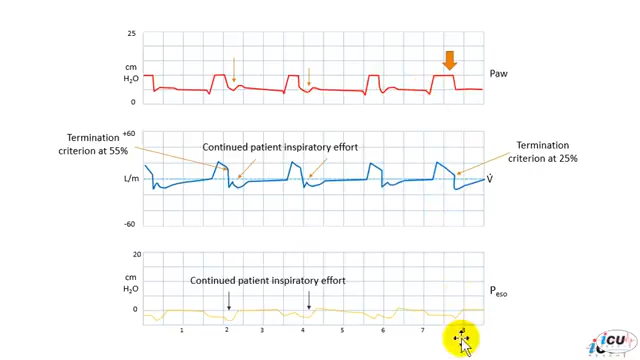 25
cm
H₂O
0
Paw
Termination
criterion at 55%
+60
Continued patient inspiratory effort
Termination
criterion at 25%
L/m
V̇
-60
20
Continued patient inspiratory effort
cm
H₂O
0
Peso
1 2 3 4 5 6 7 8
icu